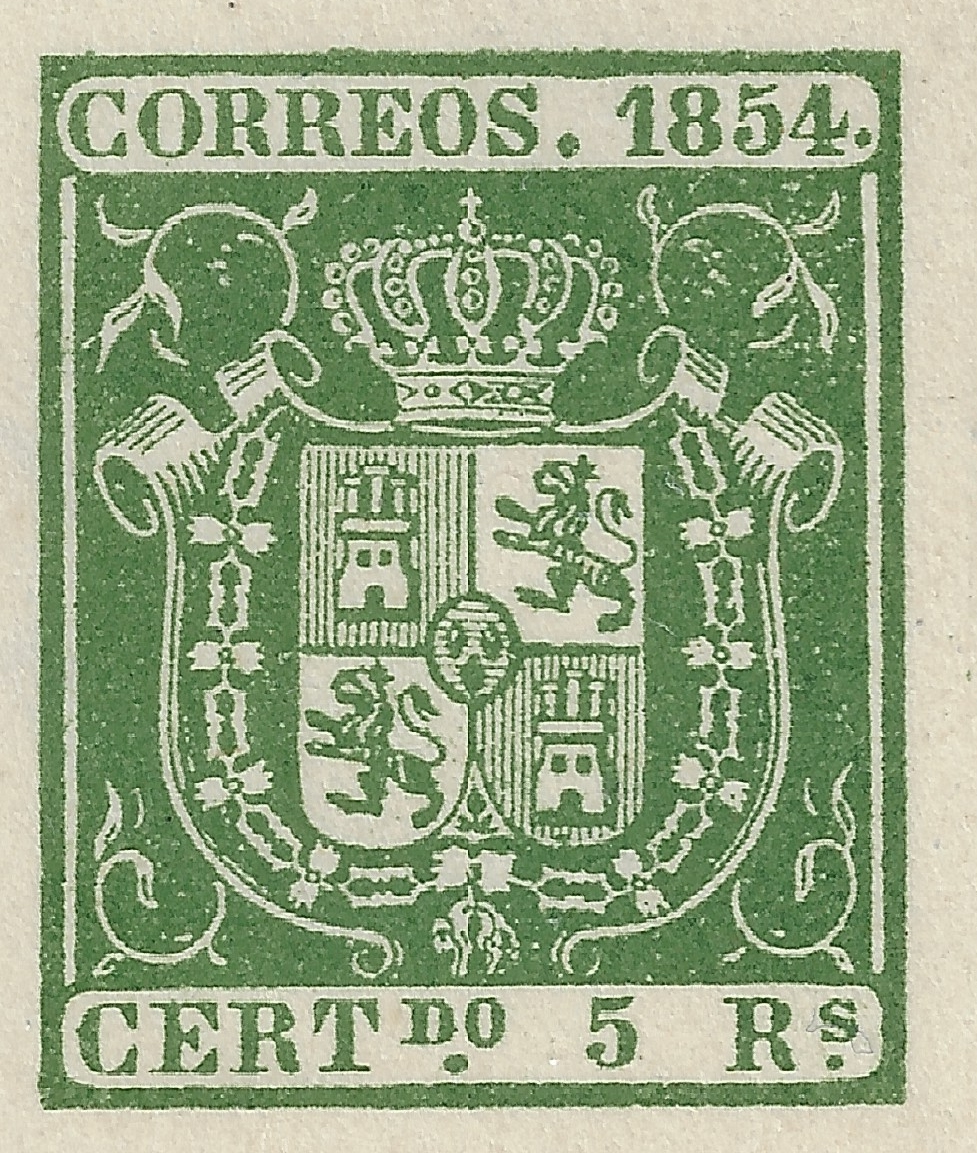 CORREOS. 1854.
CERTDO. 5 RS.